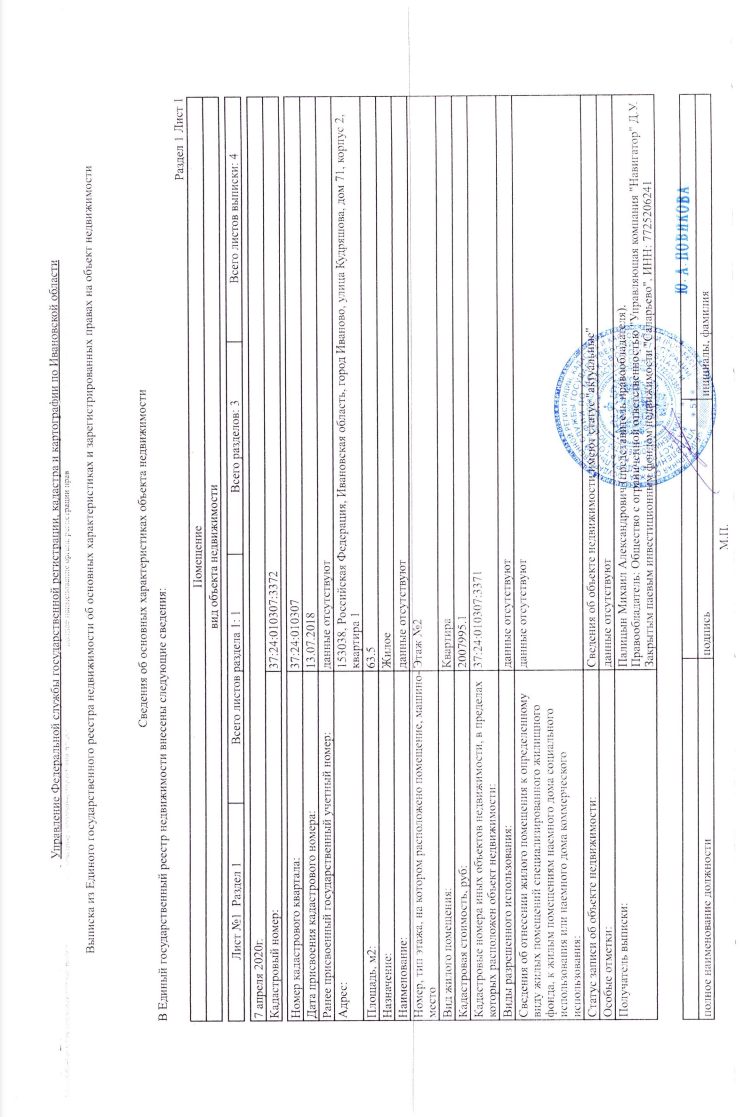 Управление Федеральной службы государственной регистрации, кадастра и картографии по Ивановской области
полное наименование органа регистрации прав
Выписка из Единого государственного реестра недвижимости об основных характеристиках и зарегистрированных правах на объект недвижимости
Сведения об основных характеристиках объекта недвижимости
В Единый государственный реестр недвижимости внесены следующие сведения:
Раздел 1 Лист 1
Помещение
вид объекта недвижимости
Лист №1 Раздел 1 Всего листов раздела 1: 1 Всего разделов: 3 Всего листов выписки: 4
7 апреля 2020г.
Кадастровый номер: 37:24:010307:3372
Номер кадастрового квартала: 37:24:010307
Дата присвоения кадастрового номера: 13.07.2018
Ранее присвоенный государственный учетный номер: данные отсутствуют
Адрес: 153038, Российская Федерация, Ивановская область, город Иваново, улица Кудряшова, дом 71, корпус 2,
квартира 1
Площадь, м2: 63.5
Назначение: Жилое
Наименование: данные отсутствуют
Номер, тип этажа, на котором расположено помещение, машино- Этаж №2
место
Вид жилого помещения: Квартира
Кадастровая стоимость, руб: 2007995.1
Кадастровые номера иных объектов недвижимости, в пределах 37:24:010307:3371
которых расположен объект недвижимости:
Виды разрешенного использования: данные отсутствуют
Сведения об отнесении жилого помещения к определенному данные отсутствуют
виду жилых помещений специализированного жилищного
фонда, к жилым помещениям наемного дома социального
использования или наемного дома коммерческого
использования:
Статус записи об объекте недвижимости: Сведения об объекте недвижимости имеют статус "актуальные"
Особые отметки: данные отсутствуют
Получатель выписки: Палицын Михаил Александрович (представитель правообладателя),
Правообладатель: Общество с ограниченной ответственностью "Управляющая компания "Навигатор" Д.У.
Закрытым паевым инвестиционным фондом недвижимости "Саларьево", ИНН: 7725206241
Ю.А.НОВИКОВА
полное наименование должности подпись инициалы, фамилия
М.П.